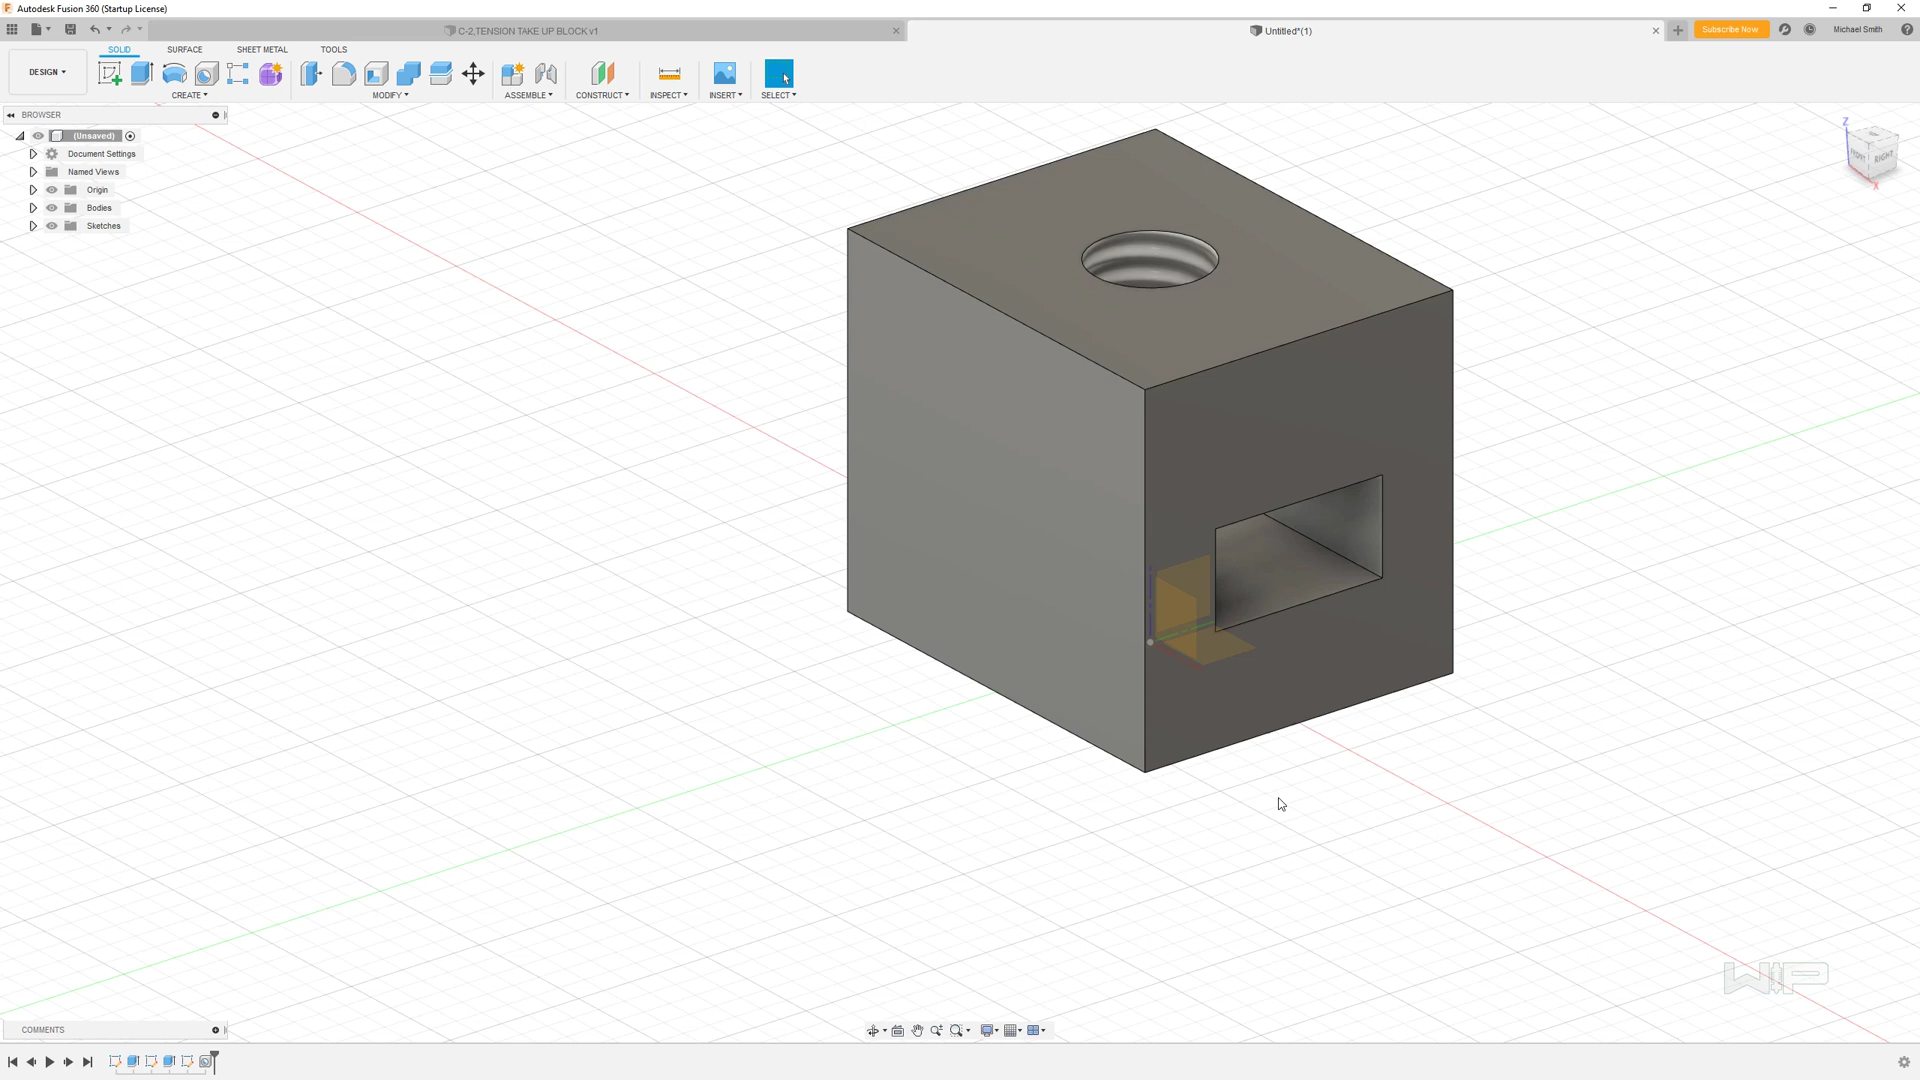 Autodesk Fusion 360 (Startup License)
C-2,TENSION TAKE UP BLOCK v1
Untitled*(1)
Subscribe Now
Michael Smith
SOLID
SURFACE
SHEET METAL
TOOLS
DESIGN
CREATE
MODIFY
ASSEMBLE
CONSTRUCT
INSPECT
INSERT
SELECT
BROWSER
(Unsaved)
Document Settings
Named Views
Origin
Bodies
Sketches
Z
FRONT
RIGHT
X
WIP
COMMENTS